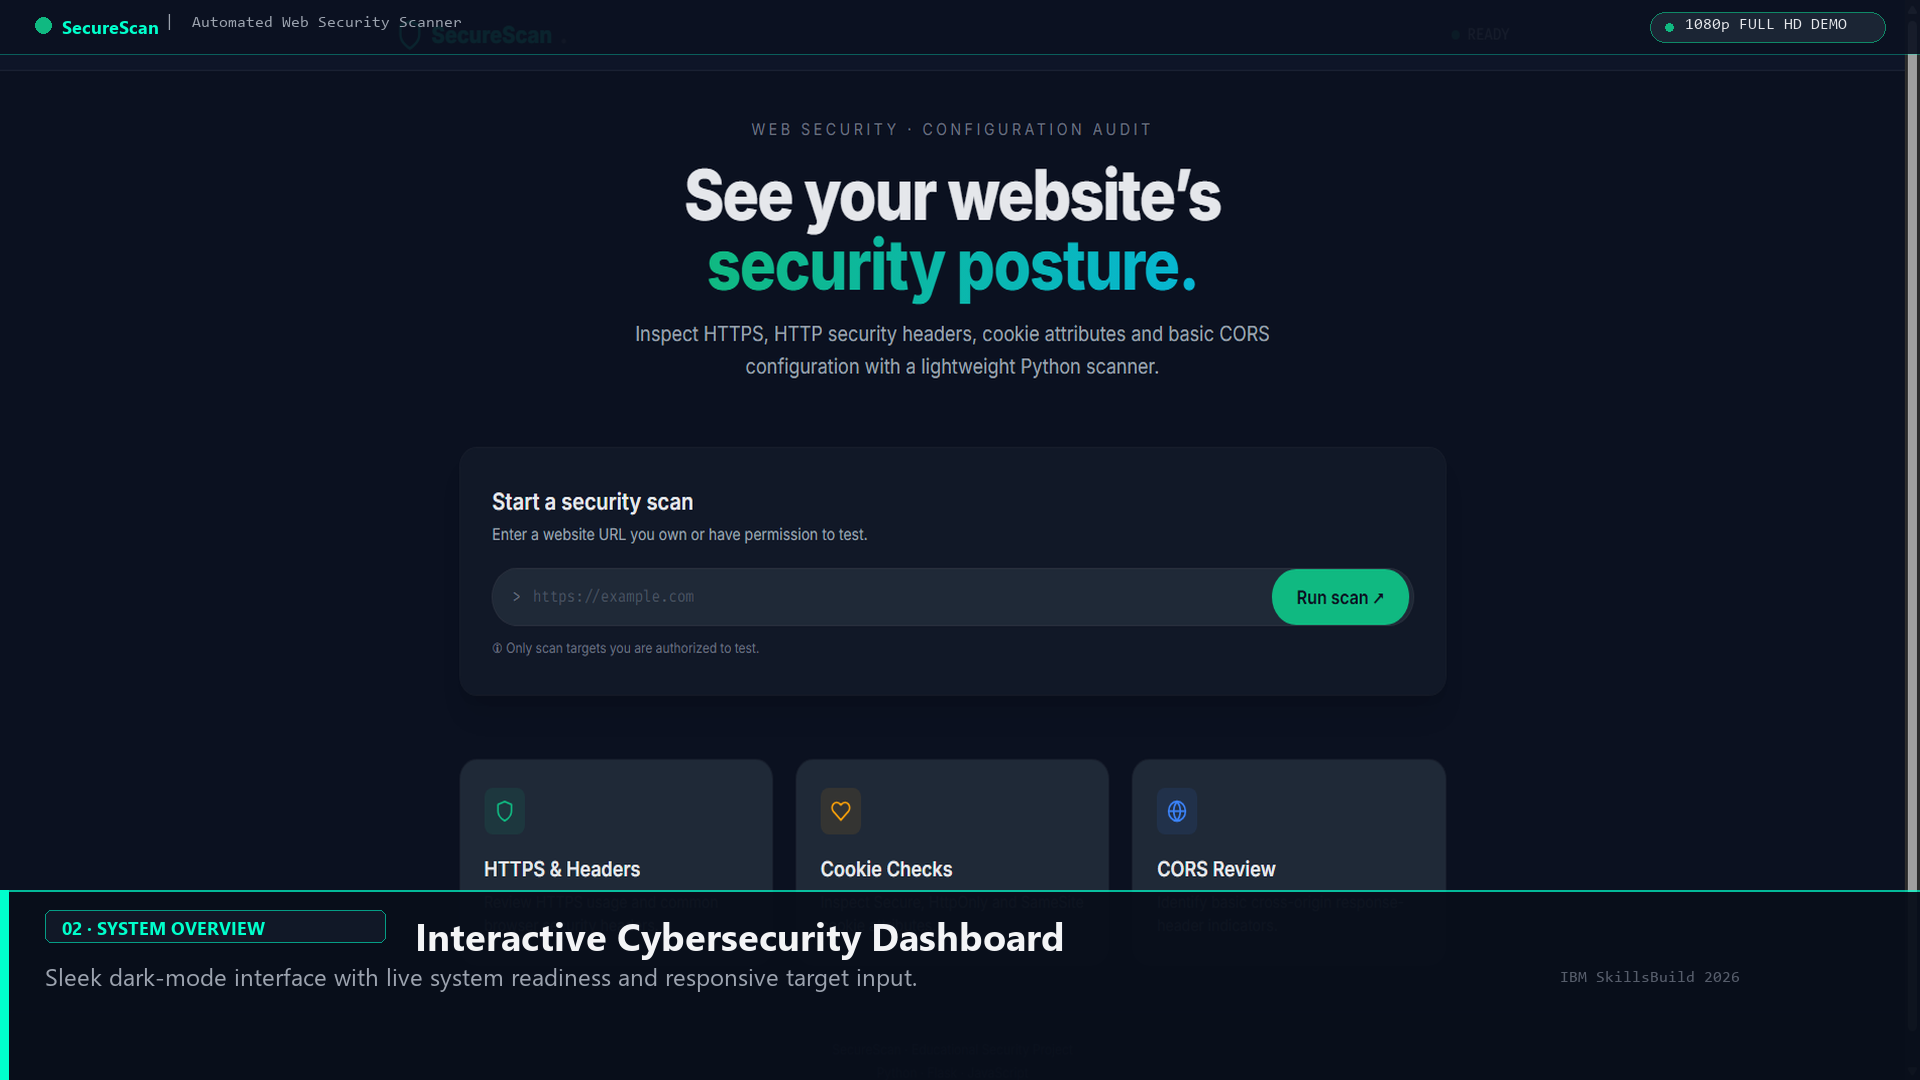 SecureScan | Automated Web Security Scanner
1080p FULL HD DEMO
SecureScan
READY
WEB SECURITY · CONFIGURATION AUDIT
See your website’s
security posture.
Inspect HTTPS, HTTP security headers, cookie attributes and basic CORS
configuration with a lightweight Python scanner.
Start a security scan
Enter a website URL you own or have permission to test.
> https://example.com
Run scan ↗
① Only scan targets you are authorized to test.
HTTPS & Headers
Cookie Checks
CORS Review
02 · SYSTEM OVERVIEW
Interactive Cybersecurity Dashboard
Sleek dark-mode interface with live system readiness and responsive target input.
IBM SkillsBuild 2026